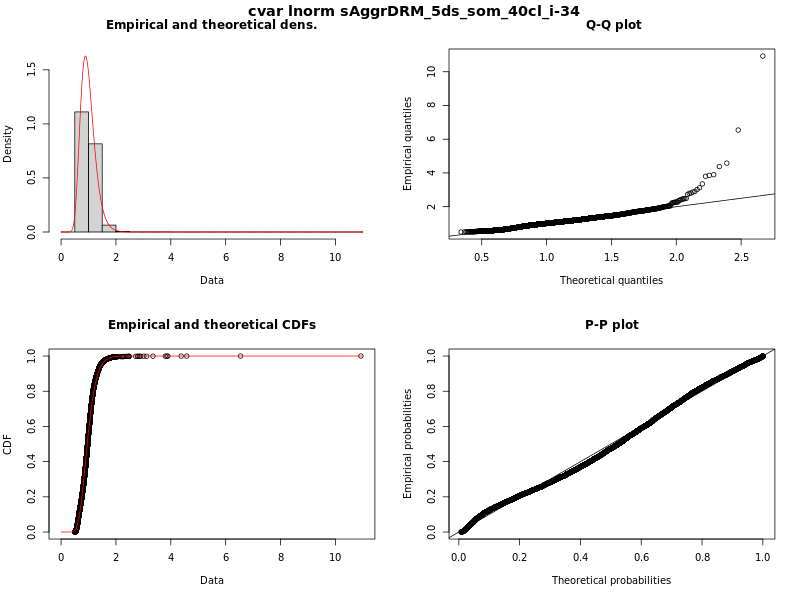 cvar lnorm sAggrDRM_5ds_som_40cl_i-34
Empirical and theoretical dens.
Density
0.0 0.5 1.0 1.5
0 2 4 6 8 10
Data
Q-Q plot
Empirical quantiles
2 4 6 8 10
0.5 1.0 1.5 2.0 2.5
Theoretical quantiles
Empirical and theoretical CDFs
CDF
0.0 0.2 0.4 0.6 0.8 1.0
0 2 4 6 8 10
Data
P-P plot
Empirical probabilities
0.0 0.2 0.4 0.6 0.8 1.0
0.0 0.2 0.4 0.6 0.8 1.0
Theoretical probabilities